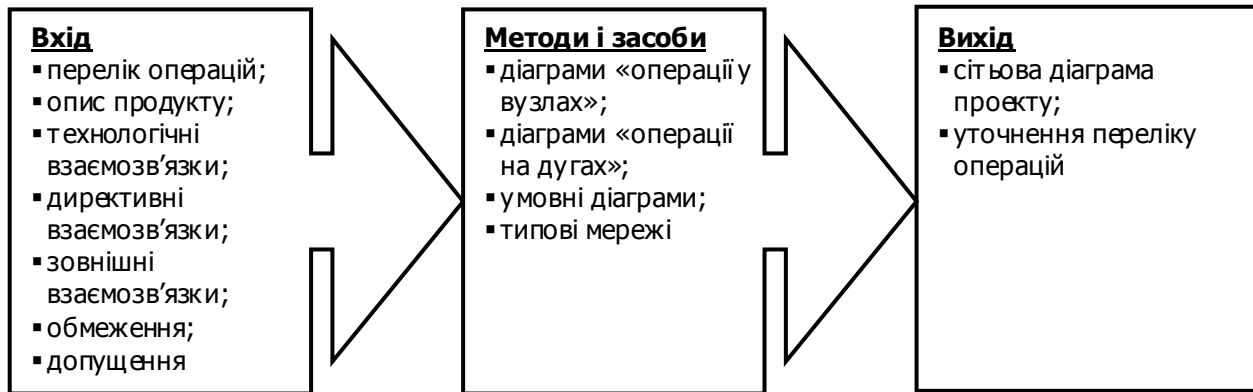 Вхід
▪ перелік операцій;
▪ опис продукту;
▪ технологічні
взаємозв’язки;
▪ директивні
взаємозв’язки;
▪ зовнішні
взаємозв’язки;
▪ обмеження;
▪ допущення
Методи і засоби
▪ діаграми «операції у
вузлах»;
▪ діаграми «операції
на дугах»;
▪ умовні діаграми;
▪ типові мережі
Вихід
▪ сітьова діаграма
проекту;
▪ уточнення переліку
операцій